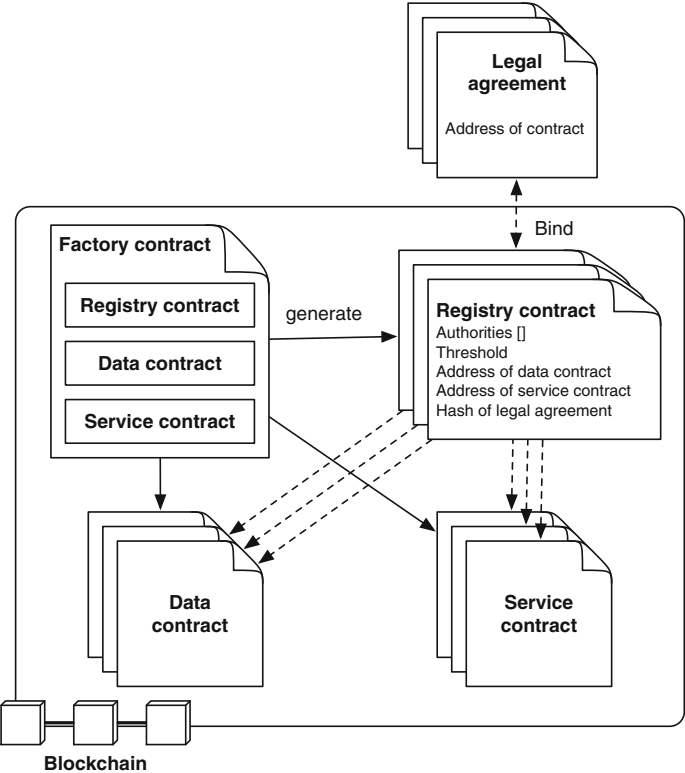 Legal
agreement
Address of contract
Bind
Factory contract
Registry contract
Data contract
Service contract
generate
Registry contract
Authorities []
Threshold
Address of data contract
Address of service contract
Hash of legal agreement
Data
contract
Service
contract
Blockchain